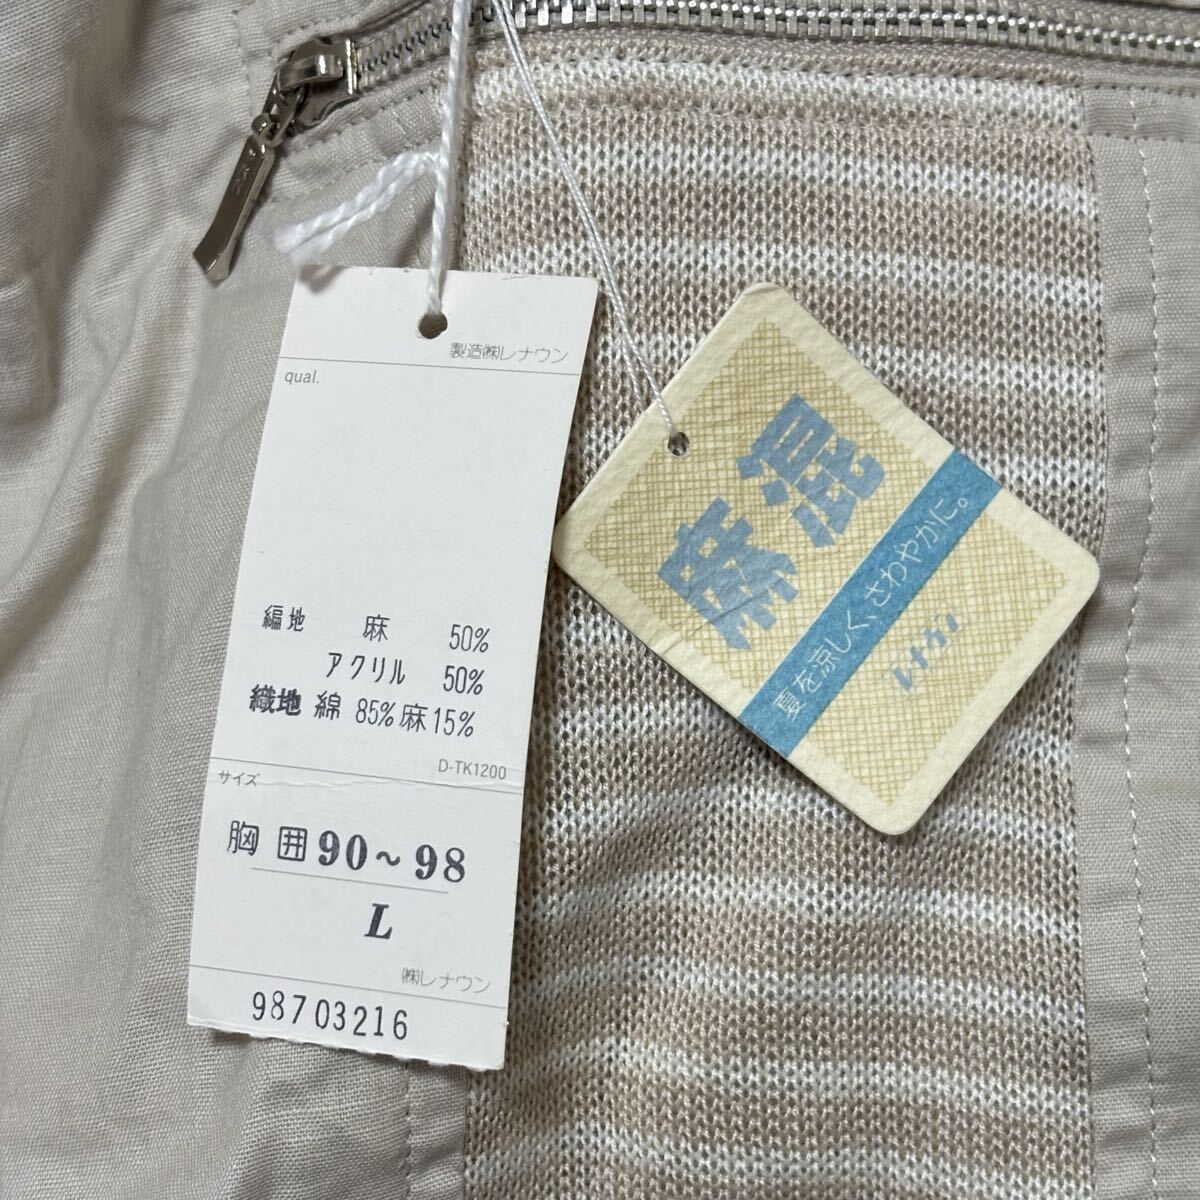 製造㈱レナウン
qual.
編地 麻 50%
アクリル 50%
織地 綿 85% 麻 15%
D-TK1200
サイズ
胸囲 90～98
L
㈱レナウン
98703216
麻混
夏を涼しく、さわやかに。